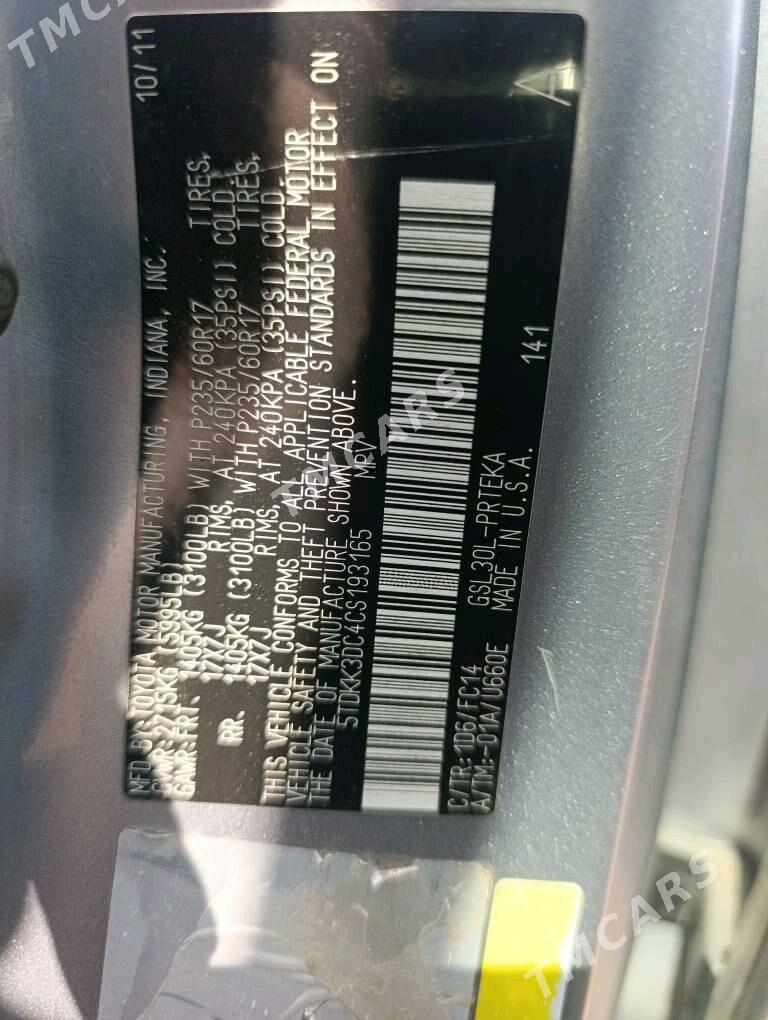 MFD BY: TOYOTA MOTOR MANUFACTURING, INDIANA, INC. 10/11
GVWR: 2715KG (5995LB)
GAWR: FRT. 1405KG (3100LB) WITH P235/60R17 TIRES,
17X7J RIMS, AT 240KPA (35PSI) COLD.
RR. 1405KG (3100LB) WITH P235/60R17 TIRES,
17X7J RIMS, AT 240KPA (35PSI) COLD.
THIS VEHICLE CONFORMS TO ALL APPLICABLE FEDERAL MOTOR
VEHICLE SAFETY AND THEFT PREVENTION STANDARDS IN EFFECT ON
THE DATE OF MANUFACTURE SHOWN ABOVE.
5TDKK3DC4CS193165 MPV
C/TR: 1D6/FC14 GSL30L-PRTEKA 141
A/TM: -01A/U660E MADE IN U.S.A. A
TMCARS
TMCARS
TMCARS
TMCARS